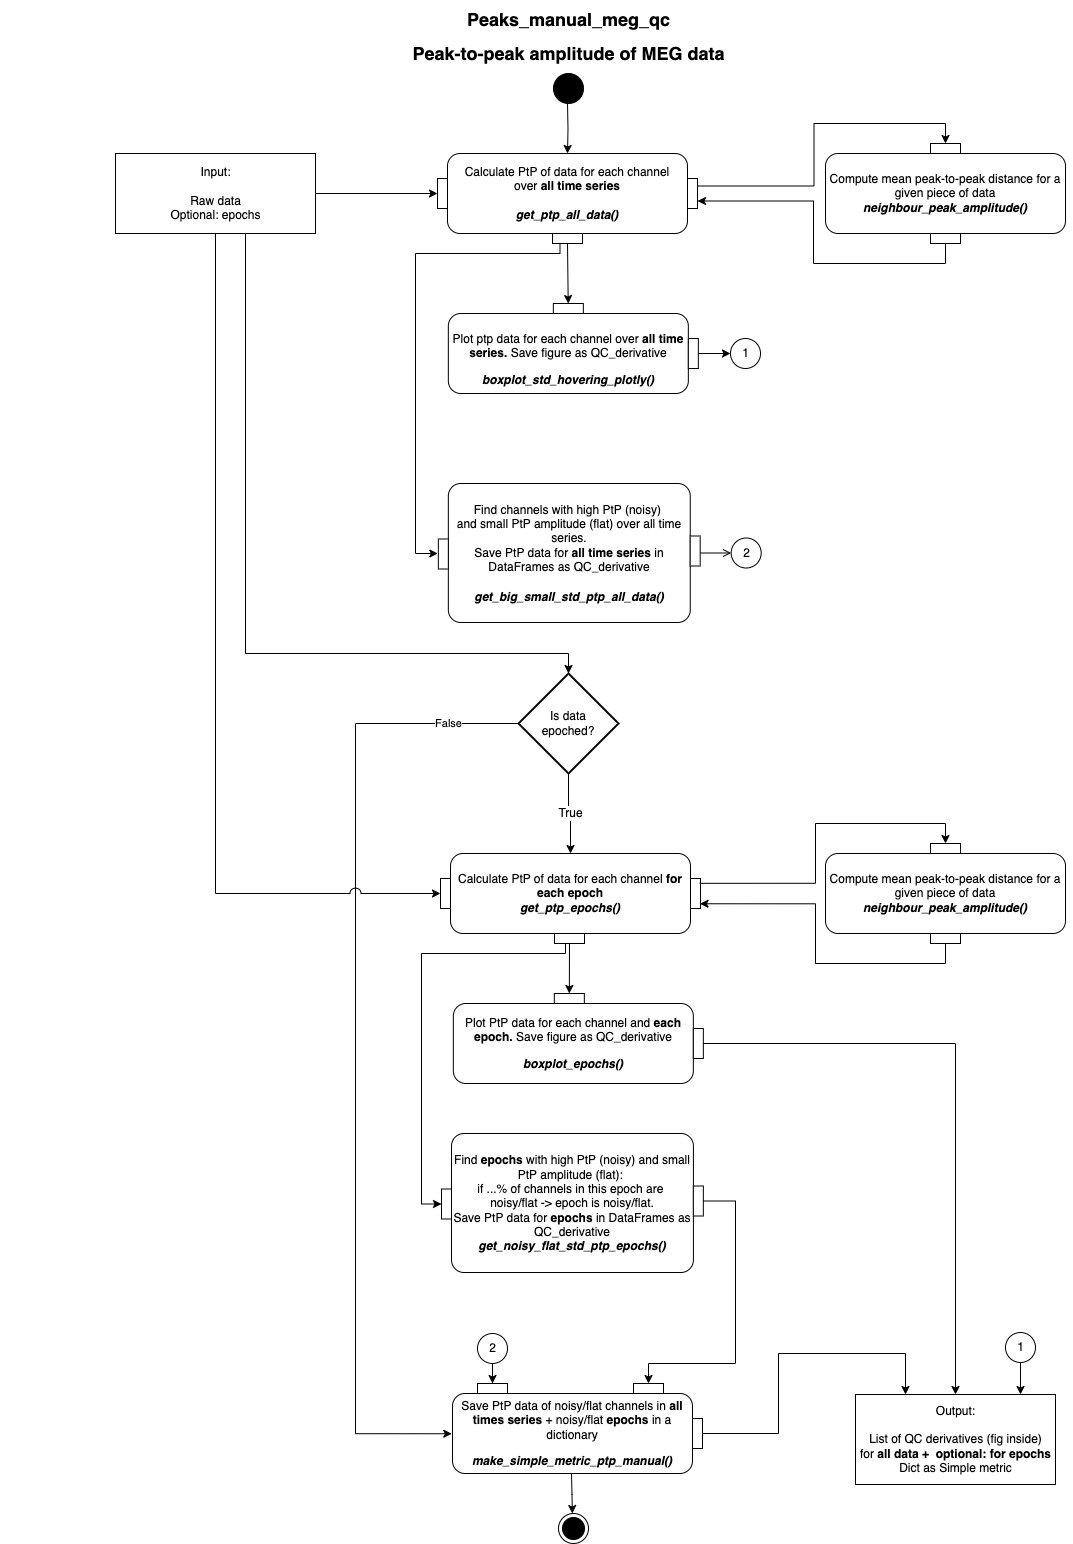 Peaks_manual_meg_qc
Peak-to-peak amplitude of MEG data
Input:
Raw data
Optional: epochs
Calculate PtP of data for each channel
over all time series
get_ptp_all_data()
Compute mean peak-to-peak distance for a
given piece of data
neighbour_peak_amplitude()
Plot ptp data for each channel over all time
series. Save figure as QC_derivative
boxplot_std_hovering_plotly()
1
Find channels with high PtP (noisy)
and small PtP amplitude (flat) over all time
series.
Save PtP data for all time series in
DataFrames as QC_derivative
get_big_small_std_ptp_all_data()
2
Is data
epoched?
False
True
Calculate PtP of data for each channel for
each epoch
get_ptp_epochs()
Compute mean peak-to-peak distance for a
given piece of data
neighbour_peak_amplitude()
Plot PtP data for each channel and each
epoch. Save figure as QC_derivative
boxplot_epochs()
Find epochs with high PtP (noisy) and small
PtP amplitude (flat):
if ...% of channels in this epoch are
noisy/flat -> epoch is noisy/flat.
Save PtP data for epochs in DataFrames as
QC_derivative
get_noisy_flat_std_ptp_epochs()
2
1
Save PtP data of noisy/flat channels in all
times series + noisy/flat epochs in a
dictionary
make_simple_metric_ptp_manual()
Output:
List of QC derivatives (fig inside)
for all data + optional: for epochs
Dict as Simple metric